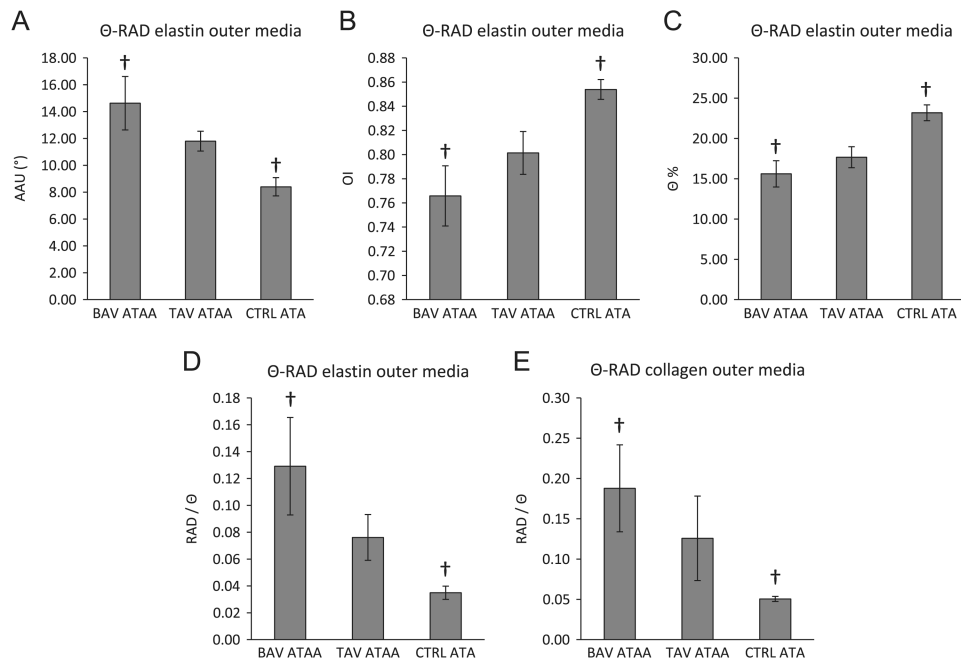 A
Θ-RAD elastin outer media
18.00
16.00
14.00
12.00
10.00
8.00
6.00
4.00
2.00
0.00
AAU (°)
†
†
BAV ATAA TAV ATAA CTRL ATA
B
Θ-RAD elastin outer media
0.88
0.86
0.84
0.82
0.80
0.78
0.76
0.74
0.72
0.70
0.68
OI
†
†
BAV ATAA TAV ATAA CTRL ATA
C
Θ-RAD elastin outer media
30.00
25.00
20.00
15.00
10.00
5.00
0.00
Θ %
†
†
BAV ATAA TAV ATAA CTRL ATA
D
Θ-RAD elastin outer media
0.18
0.16
0.14
0.12
0.10
0.08
0.06
0.04
0.02
0.00
RAD / Θ
†
†
BAV ATAA TAV ATAA CTRL ATA
E
Θ-RAD collagen outer media
0.30
0.25
0.20
0.15
0.10
0.05
0.00
RAD / Θ
†
†
BAV ATAA TAV ATAA CTRL ATA